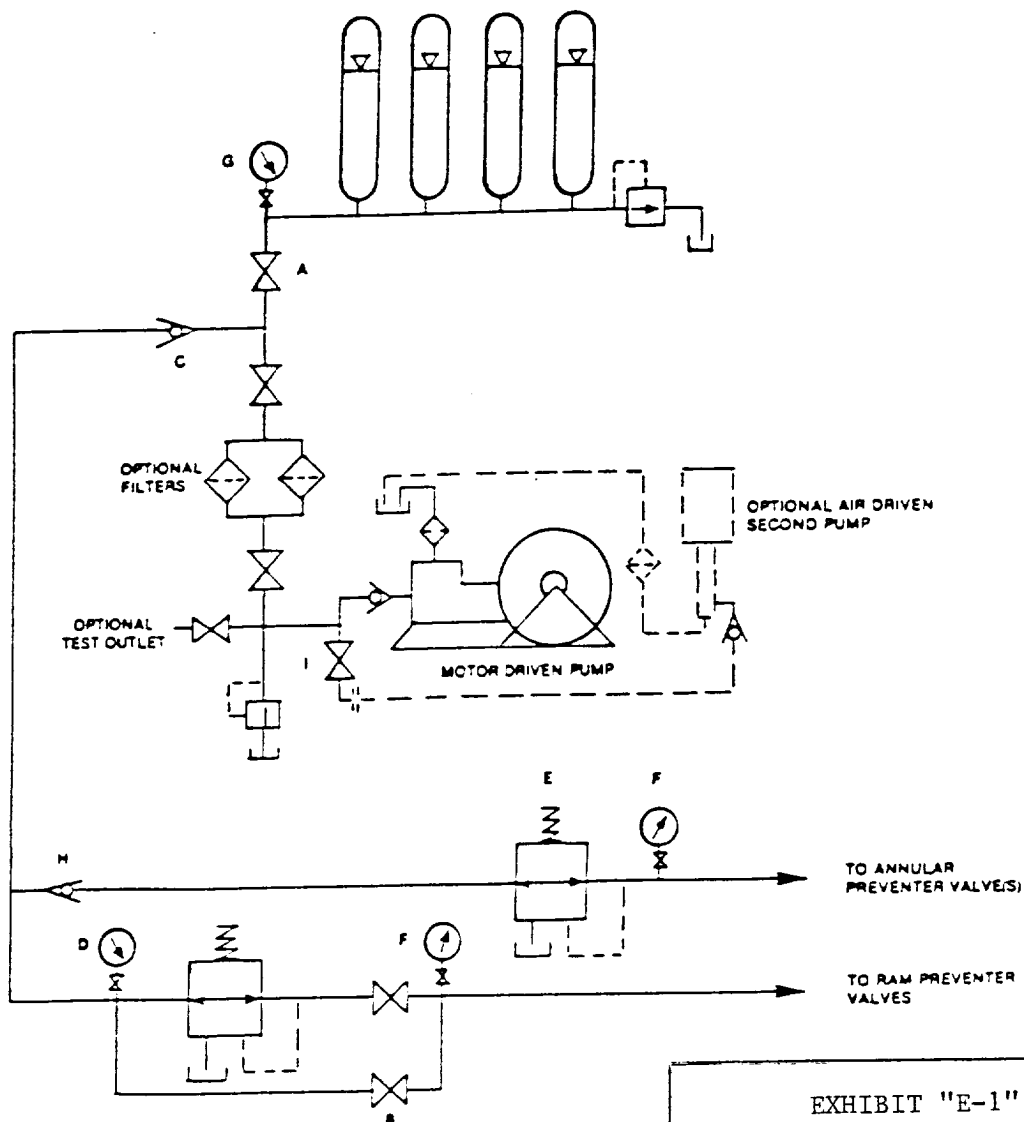 G
A
C
OPTIONAL
FILTERS
OPTIONAL AIR DRIVEN
SECOND PUMP
OPTIONAL
TEST OUTLET
I
MOTOR DRIVEN PUMP
E
F
H
TO ANNULAR
PREVENTER VALVE(S)
D
F
TO RAM PREVENTER
VALVES
B
EXHIBIT "E-1"